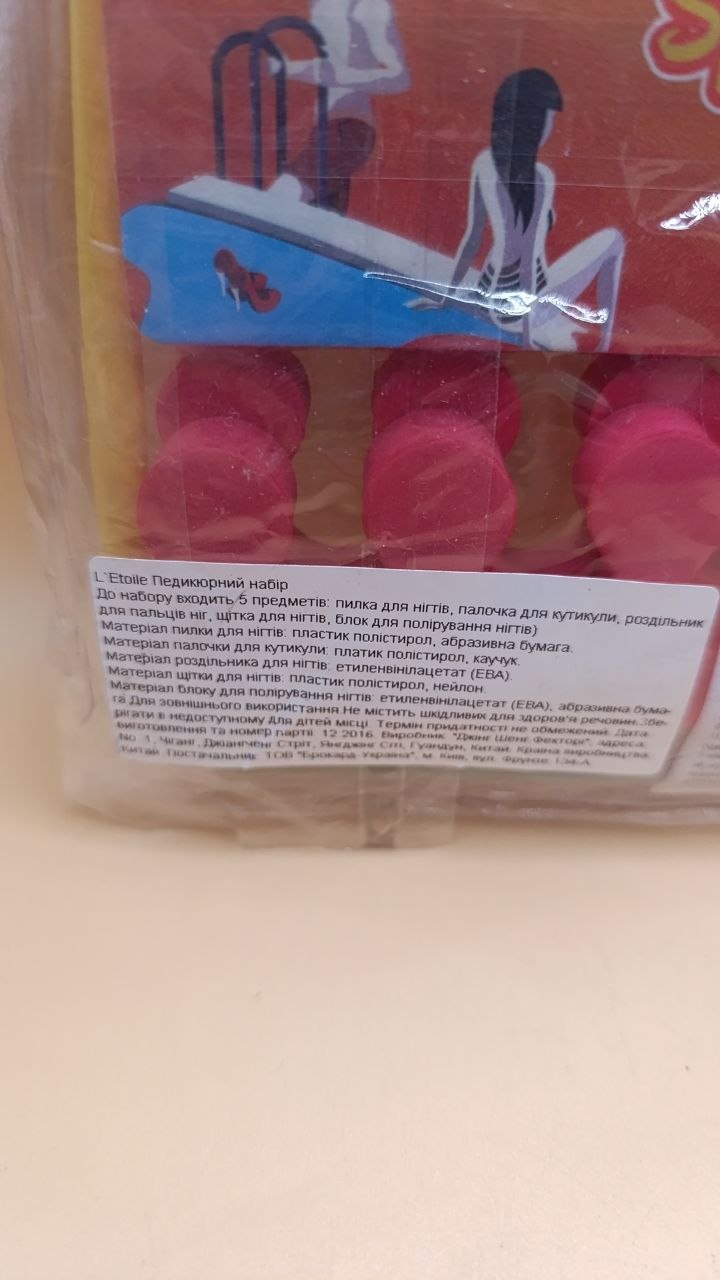 S
L`Etoile Педикюрний набір
До набору входить 5 предметів: пилка для нігтів, палочка для кутикули, роздільник
для пальців ніг, щітка для нігтів, блок для полірування нігтів)
Матеріал пилки для нігтів: пластик полістирол, абразивна бумага.
Матеріал палочки для кутикули: платик полістирол, каучук.
Матеріал роздільника для нігтів: етиленвінілацетат (ЕВА).
Матеріал щітки для нігтів: пластик полістирол, нейлон.
Матеріал блоку для полірування нігтів: етиленвінілацетат (ЕВА), абразивна бума-
га Для зовнішнього використання Не містить шкідливих для здоров'я речовин. Збе-
рігати в недоступному для дітей місці. Термін придатності не обмежений. Дата
виготовлення та номер партії: 12.2016. Виробник: "Джінг Шенг Фекторі", адреса:
No. 1, Чігані, Стріт, Сіті, Гуандун, Китай. Країна виробництва:
Китай. Постачальник: ТОВ "Брокард-Україна", м. Київ, вул. Фрунзе, 134-А